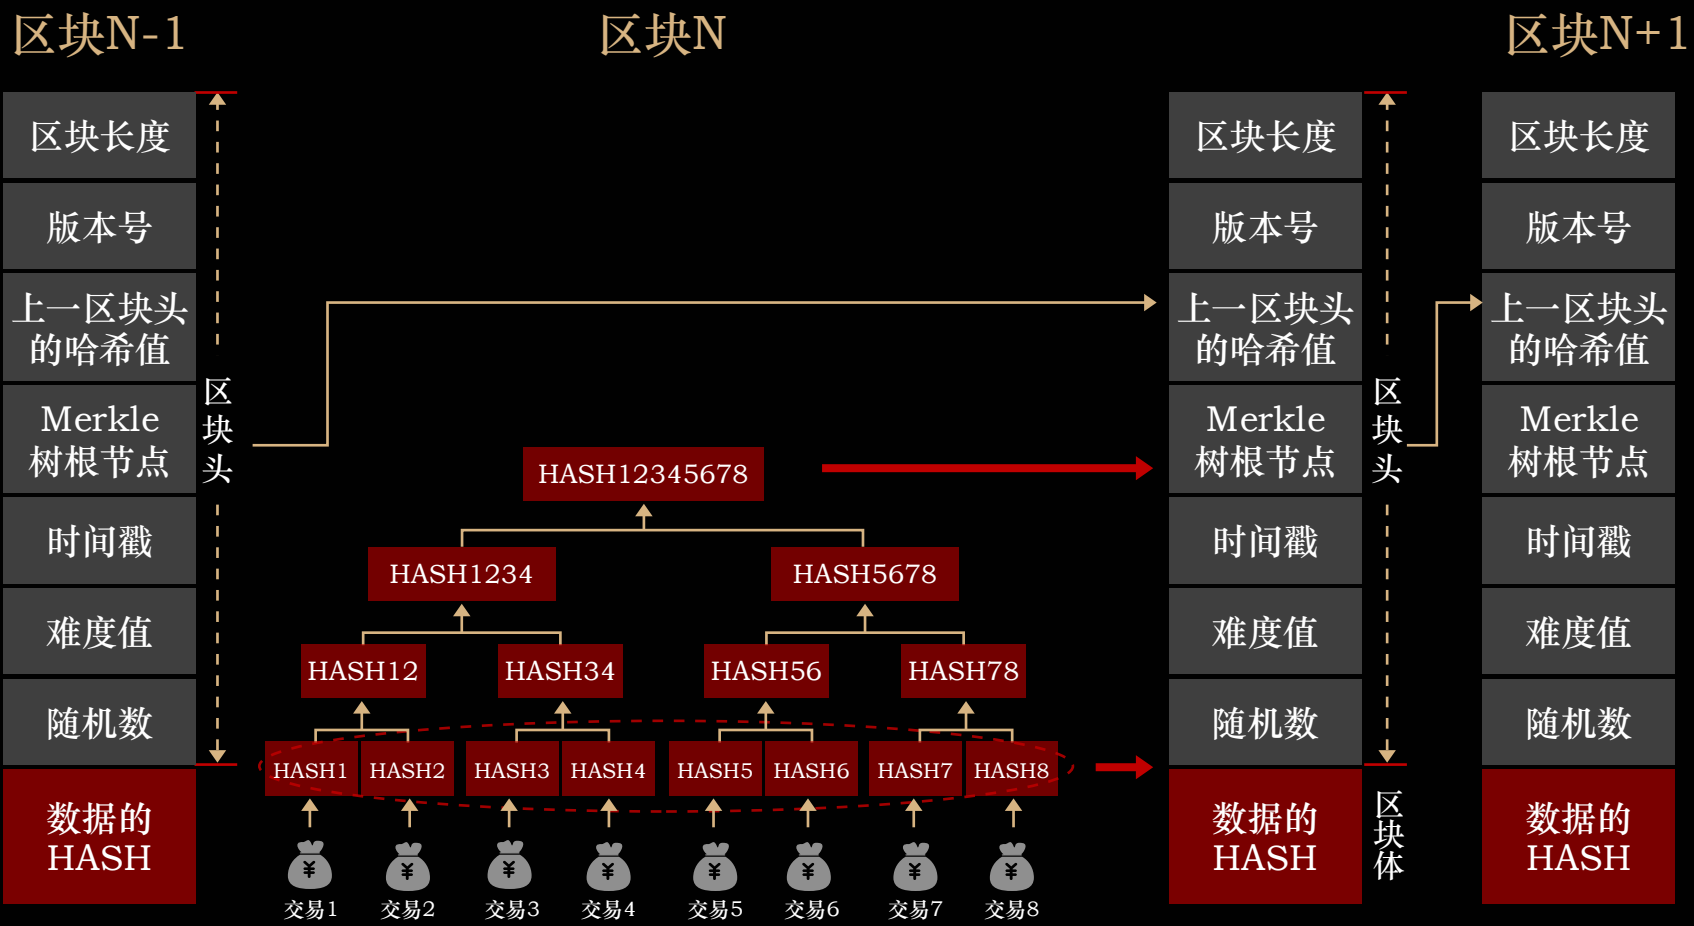 区块N-1
区块N
区块N+1
区块长度
版本号
上一区块头
的哈希值
Merkle
树根节点
时间戳
难度值
随机数
数据的
HASH
区块头
HASH12345678
HASH1234
HASH5678
HASH12
HASH34
HASH56
HASH78
HASH1
HASH2
HASH3
HASH4
HASH5
HASH6
HASH7
HASH8
¥
¥
¥
¥
¥
¥
¥
¥
交易1
交易2
交易3
交易4
交易5
交易6
交易7
交易8
区块长度
版本号
上一区块头
的哈希值
Merkle
树根节点
时间戳
难度值
随机数
数据的
HASH
区块头
区块体
区块长度
版本号
上一区块头
的哈希值
Merkle
树根节点
时间戳
难度值
随机数
数据的
HASH